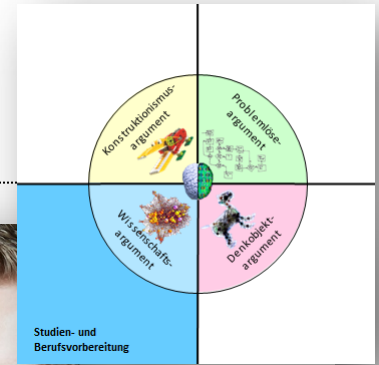 Konstruktionismus-
argument
Problemlöse-
argument
Wissenschafts-
argument
Denkobjekt-
argument
Studien- und
Berufsvorbereitung